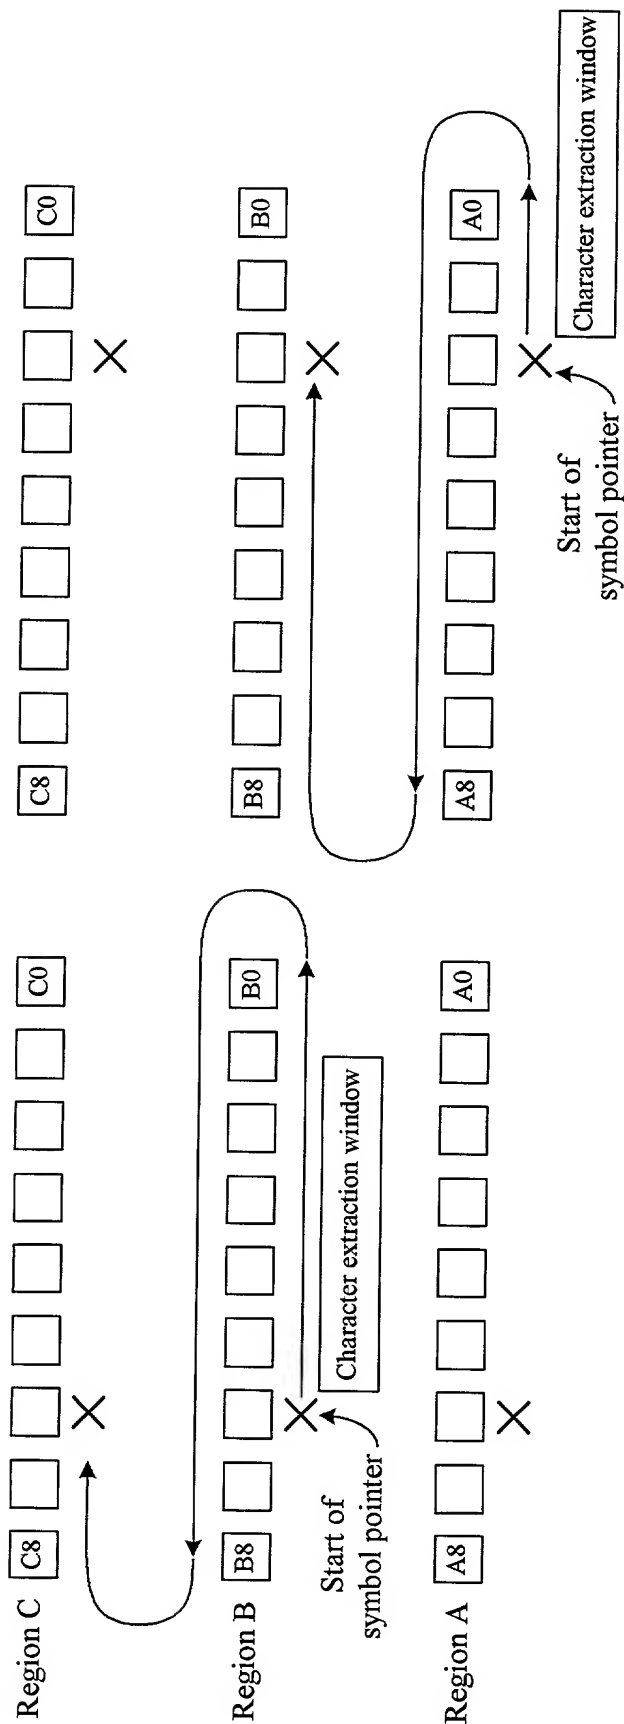 Region C C8 C0 C8 C0
Region B B8 B0 B8 B0
Character extraction window
Start of
symbol pointer
Region A A8 A0 A8 A0
Start of
symbol pointer
Character extraction window